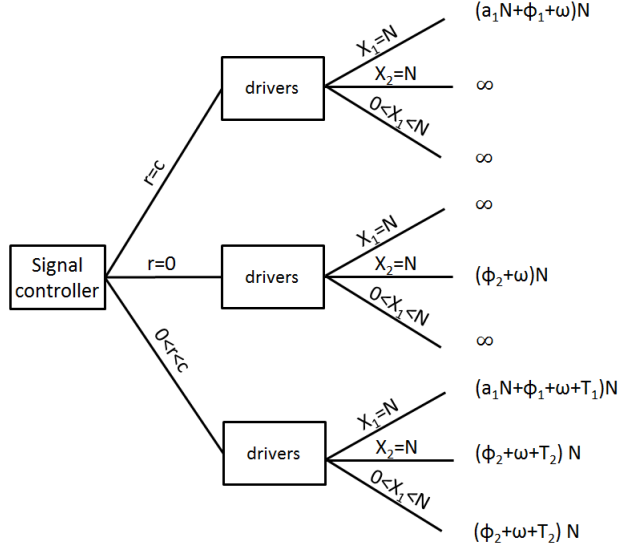 (a₁N+ϕ₁+ω)N
X₁=N
drivers
X₂=N
∞
0<X₁<N
∞
r=c
∞
X₁=N
Signal
controller
r=0
drivers
X₂=N
(ϕ₂+ω)N
0<X₁<N
∞
0<r<c
(a₁N+ϕ₁+ω+T₁)N
X₁=N
drivers
X₂=N
(ϕ₂+ω+T₂) N
0<X₁<N
(ϕ₂+ω+T₂) N